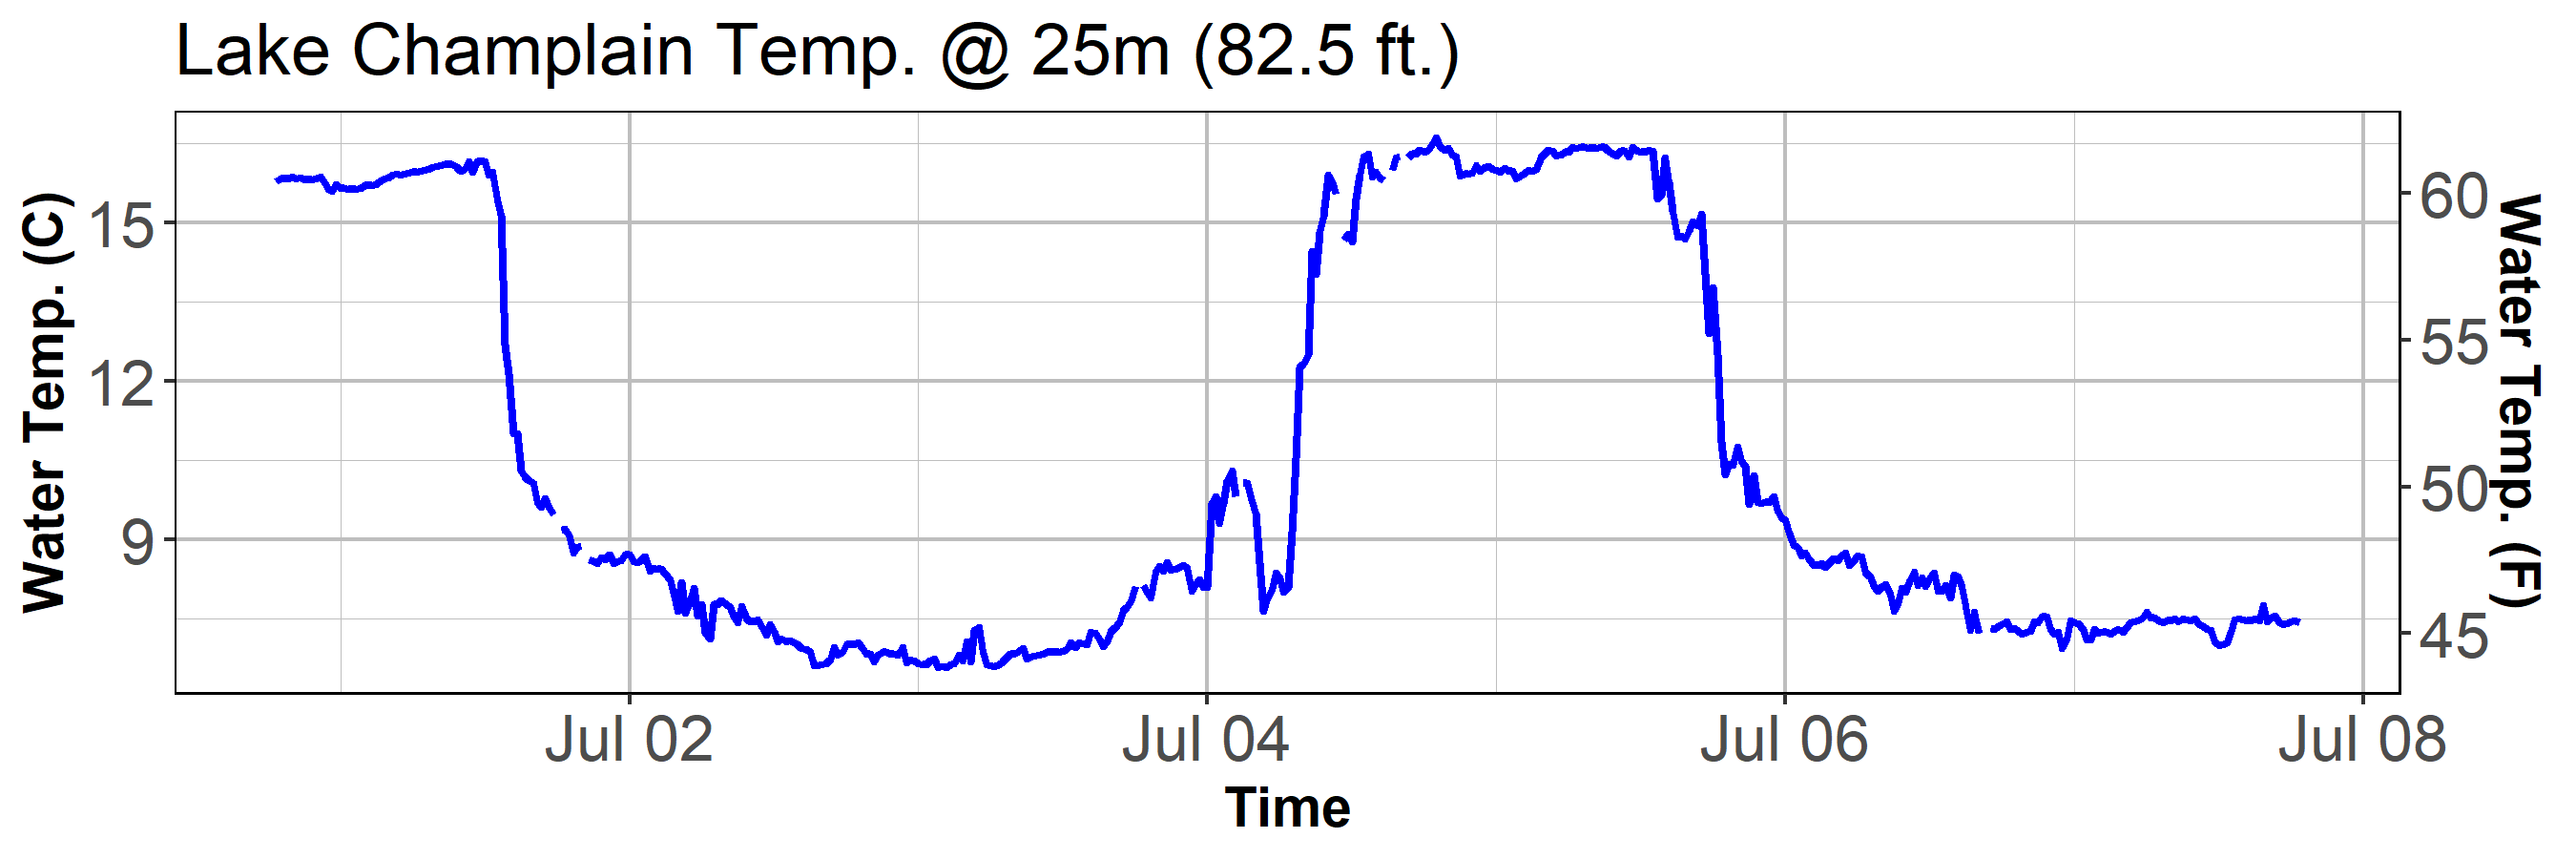 Lake Champlain Temp. @ 25m (82.5 ft.)
Water Temp. (C)
15
12
9
60
55
50
45
Water Temp. (F)
Jul 02
Jul 04
Jul 06
Jul 08
Time